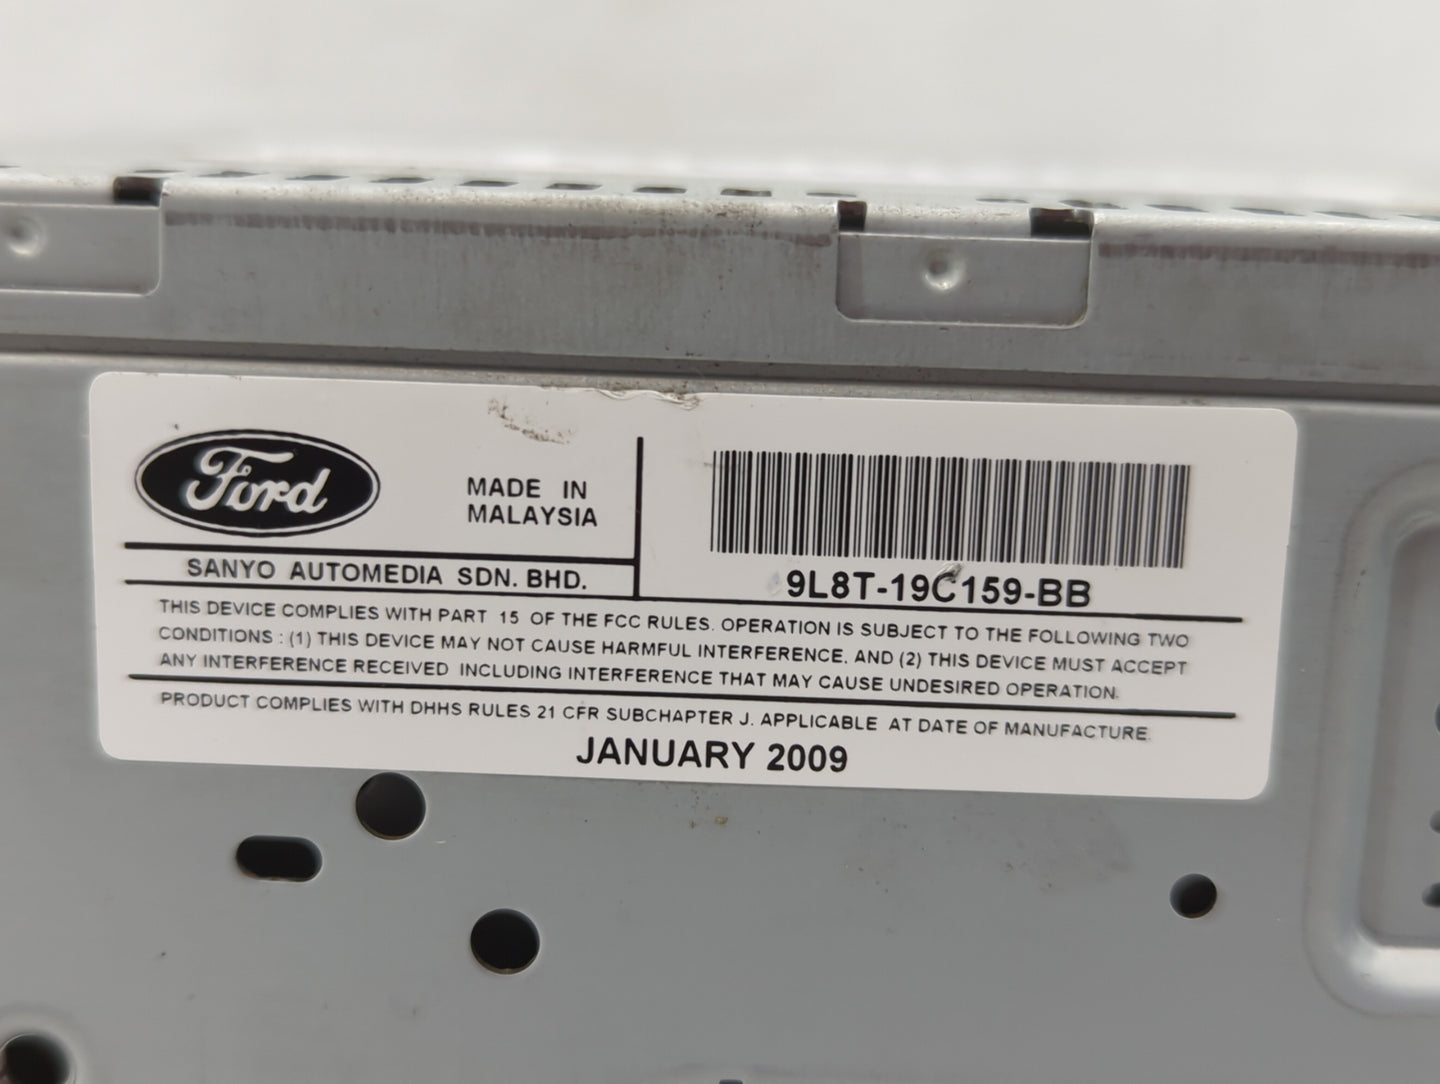 Ford
MADE IN
MALAYSIA
SANYO AUTOMEDIA SDN. BHD.
9L8T-19C159-BB
THIS DEVICE COMPLIES WITH PART 15 OF THE FCC RULES. OPERATION IS SUBJECT TO THE FOLLOWING TWO
CONDITIONS : (1) THIS DEVICE MAY NOT CAUSE HARMFUL INTERFERENCE. AND (2) THIS DEVICE MUST ACCEPT
ANY INTERFERENCE RECEIVED INCLUDING INTERFERENCE THAT MAY CAUSE UNDESIRED OPERATION.
PRODUCT COMPLIES WITH DHHS RULES 21 CFR SUBCHAPTER J. APPLICABLE AT DATE OF MANUFACTURE.
JANUARY 2009